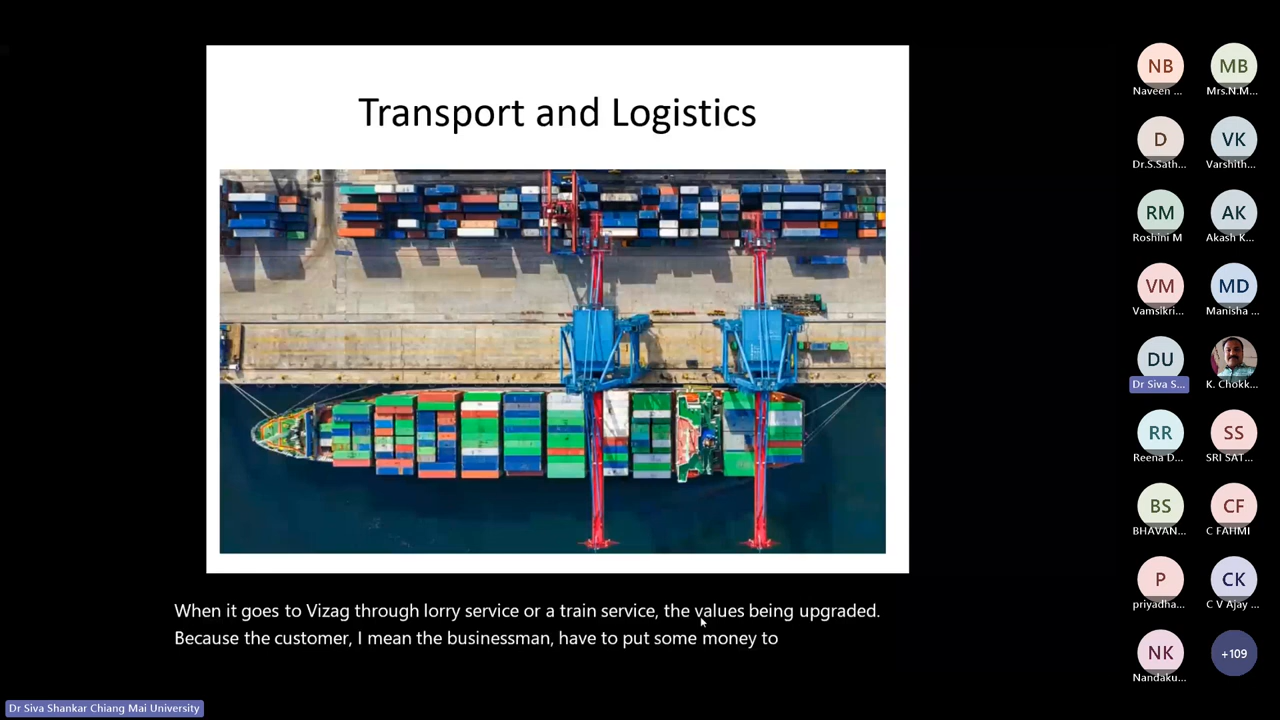 Transport and Logistics
When it goes to Vizag through lorry service or a train service, the values being upgraded.
Because the customer, I mean the businessman, have to put some money to
Dr Siva Shankar Chiang Mai University
NB
MB
Naveen ...
Mrs.N.M...
D
VK
Dr.S.Sath...
Varshith...
RM
AK
Roshini M
Akash K...
VM
MD
Vamsikri...
Manisha ...
DU
Dr Siva S...
K. Chokk...
RR
SS
Reena D...
SRI SAT...
BS
CF
BHAVAN...
C FAHMI
P
CK
priyadha...
C V Ajay ...
NK
+109
Nandaku...